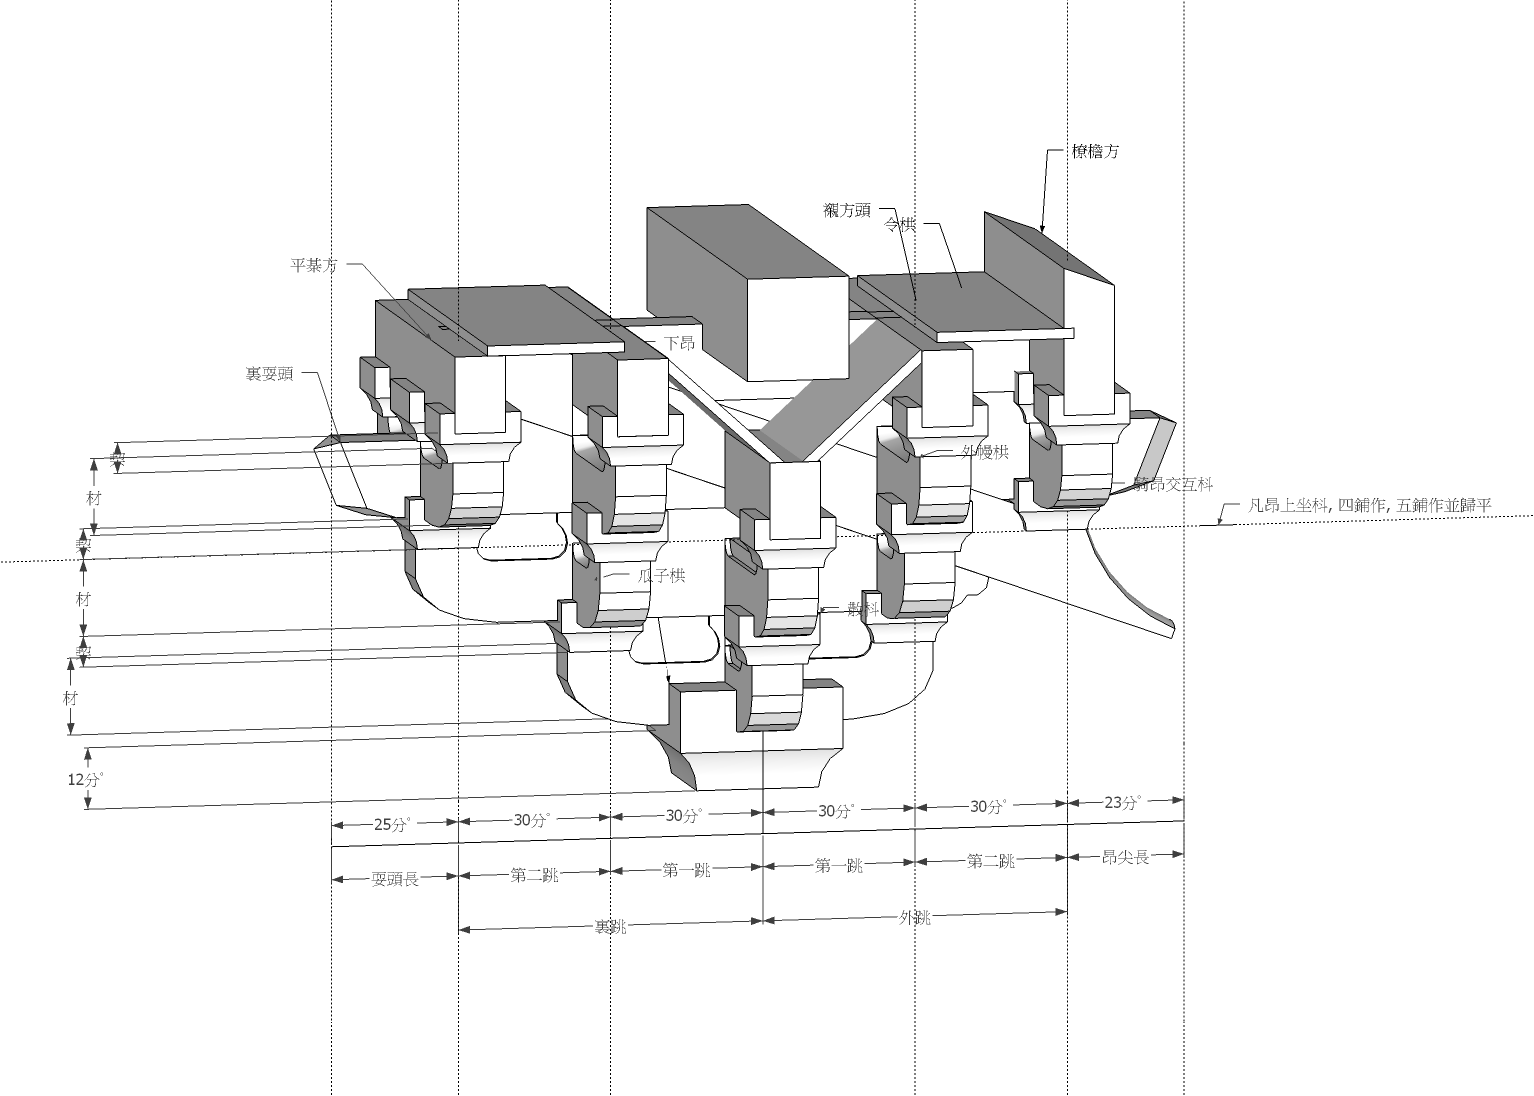 橑檐方
襯方頭
令栱
平棊方
下昂
裏耍頭
外幔栱
栔
騎昂交互枓
材
凡昂上坐枓, 四鋪作, 五鋪作並歸平
栔
瓜子栱
材
散枓
栔
材
12分°
25分°
30分°
30分°
30分°
30分°
23分°
耍頭長
第二跳
第一跳
第一跳
第二跳
昂尖長
裏跳
外跳